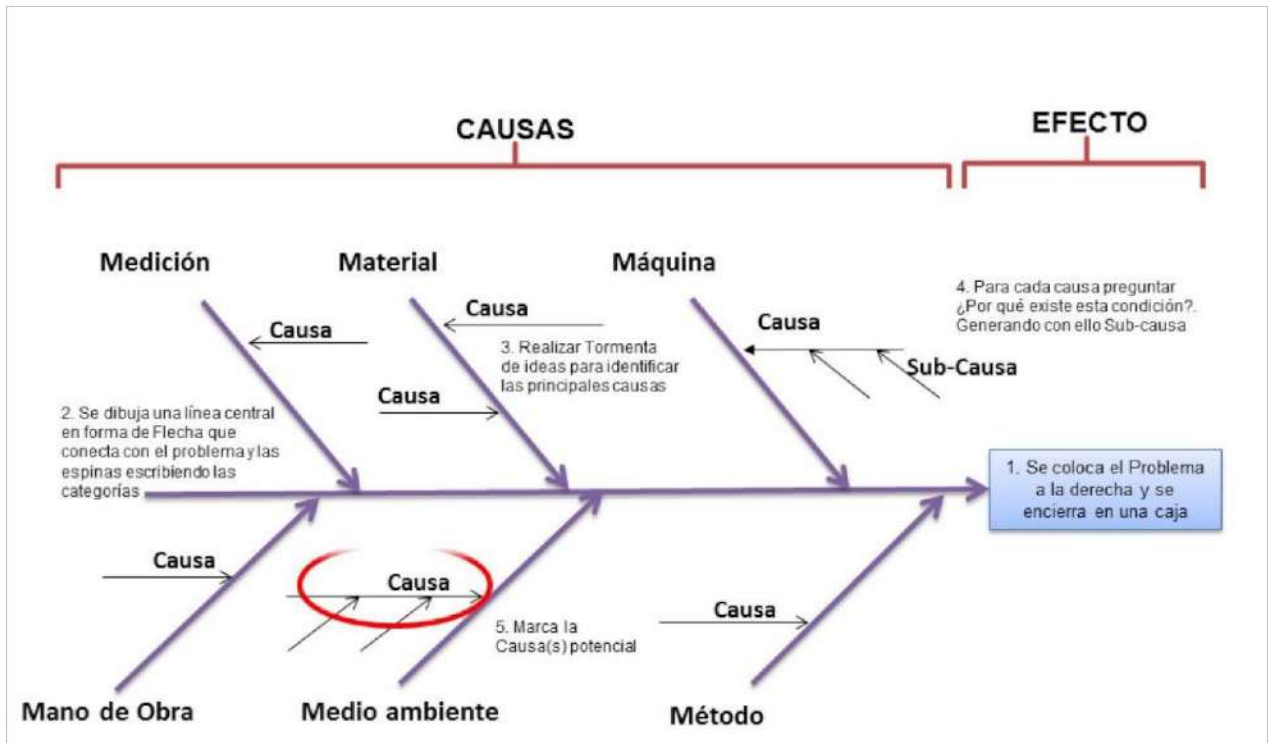 CAUSAS
EFECTO
Medición
Material
Máquina
Causa
Causa
Causa
Causa
Sub-Causa
2. Se dibuja una línea central
en forma de Flecha que
conecta con el problema y las
espinas escribiendo las
categorías
3. Realizar Tormenta
de ideas para identificar
las principales causas
4. Para cada causa preguntar
¿Por qué existe esta condición?.
Generando con ello Sub-causa
1. Se coloca el Problema
a la derecha y se
encierra en una caja
Causa
Causa
Causa
5. Marca la
Causa(s) potencial
Mano de Obra
Medio ambiente
Método